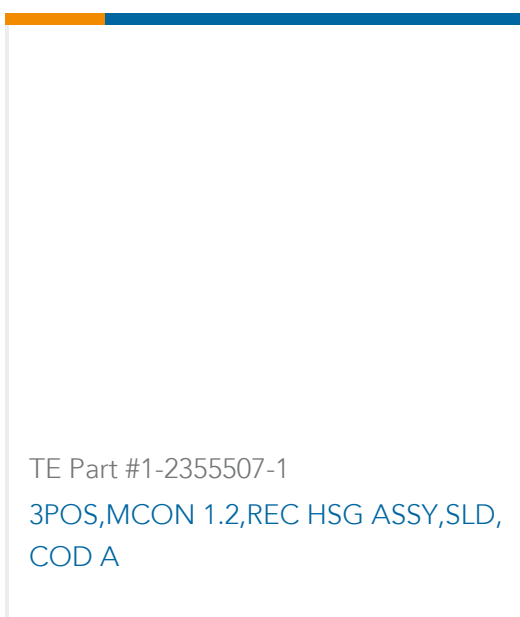 TE Part #1-2355507-1
3POS,MCON 1.2,REC HSG ASSY,SLD,
COD A